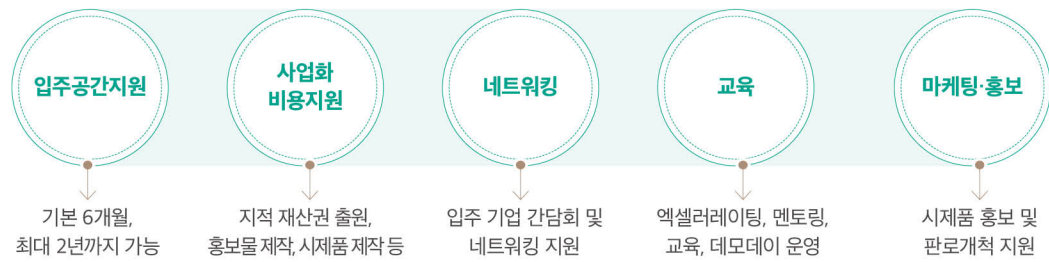 입주공간지원
사업화
비용지원
네트워킹
교육
마케팅·홍보
기본 6개월,
최대 2년까지 가능
지적 재산권 출원,
홍보물 제작, 시제품 제작 등
입주 기업 간담회 및
네트워킹 지원
엑셀러레이팅, 멘토링,
교육, 데모데이 운영
시제품 홍보 및
판로개척 지원